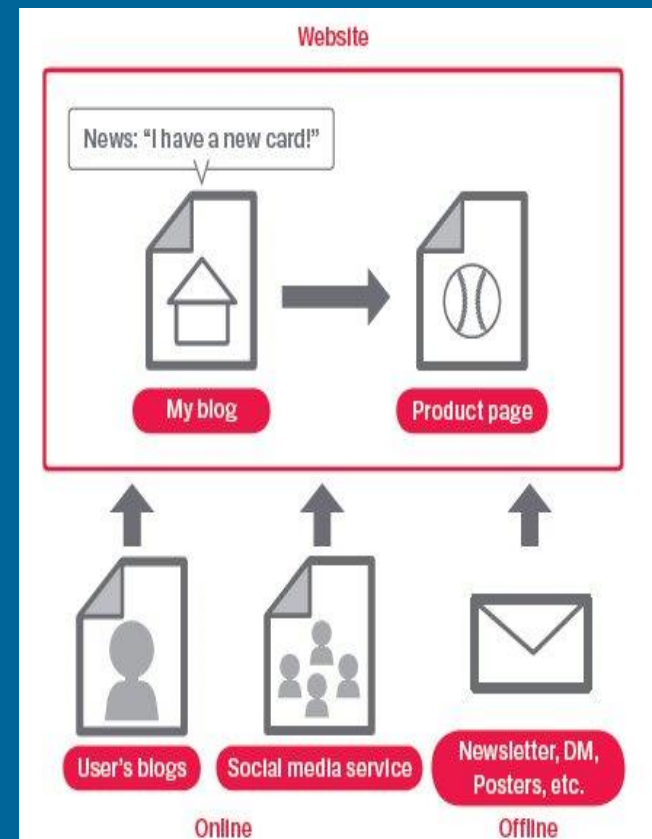 Website
News: “I have a new card!”
My blog
Product page
User's blogs
Social media service
Newsletter, DM,
Posters, etc.
Online
Offline